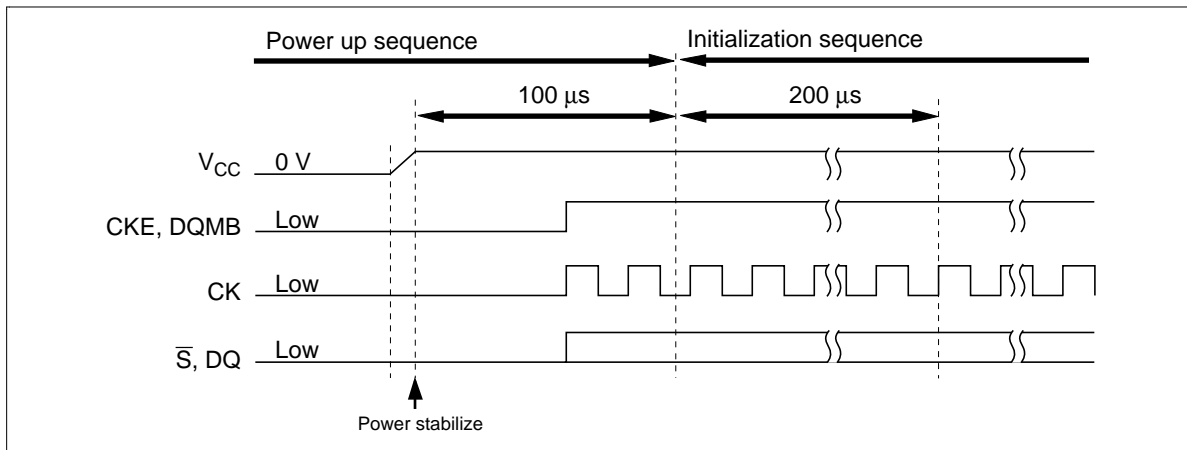 Power up sequence
Initialization sequence
100 µs
200 µs
VCC 0 V
CKE, DQMB Low
CK Low
S̅, DQ Low
Power stabilize